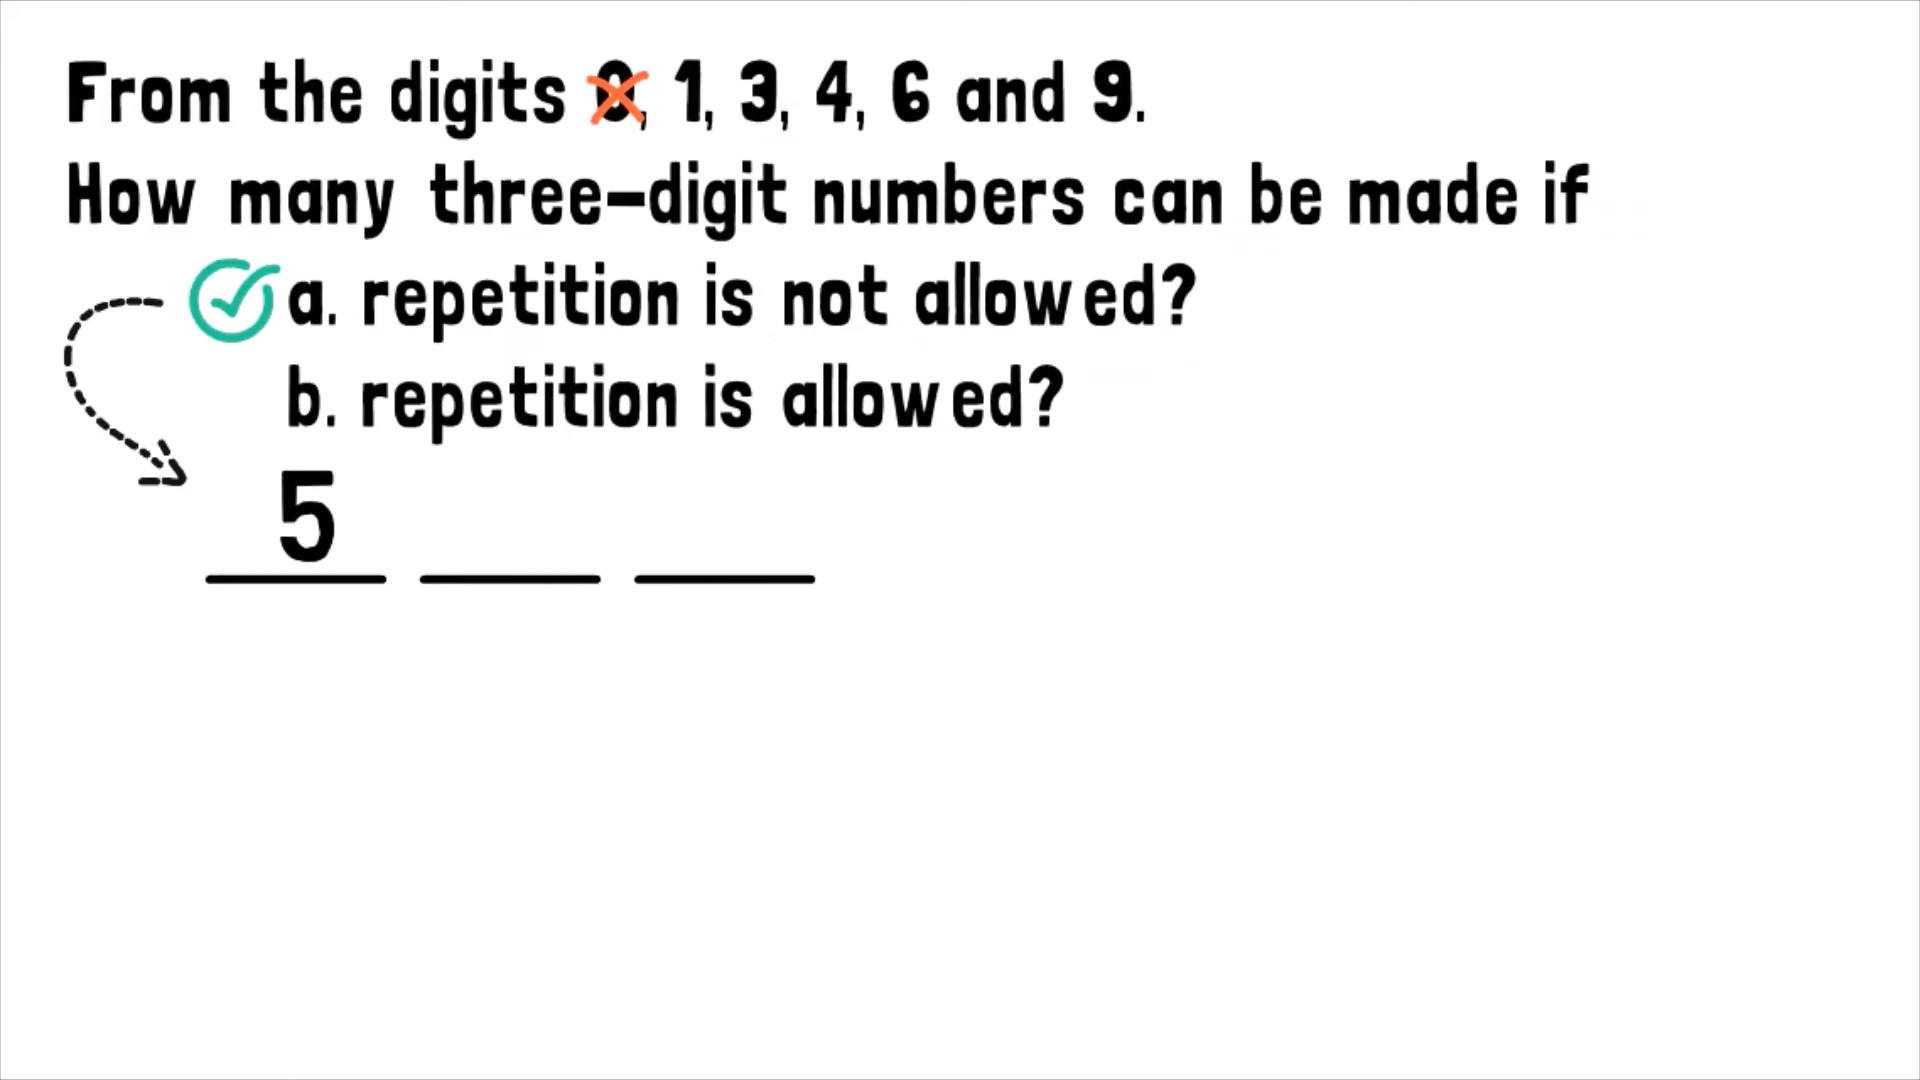 From the digits 0, 1, 3, 4, 6 and 9.
How many three-digit numbers can be made if
a. repetition is not allowed?
b. repetition is allowed?
5